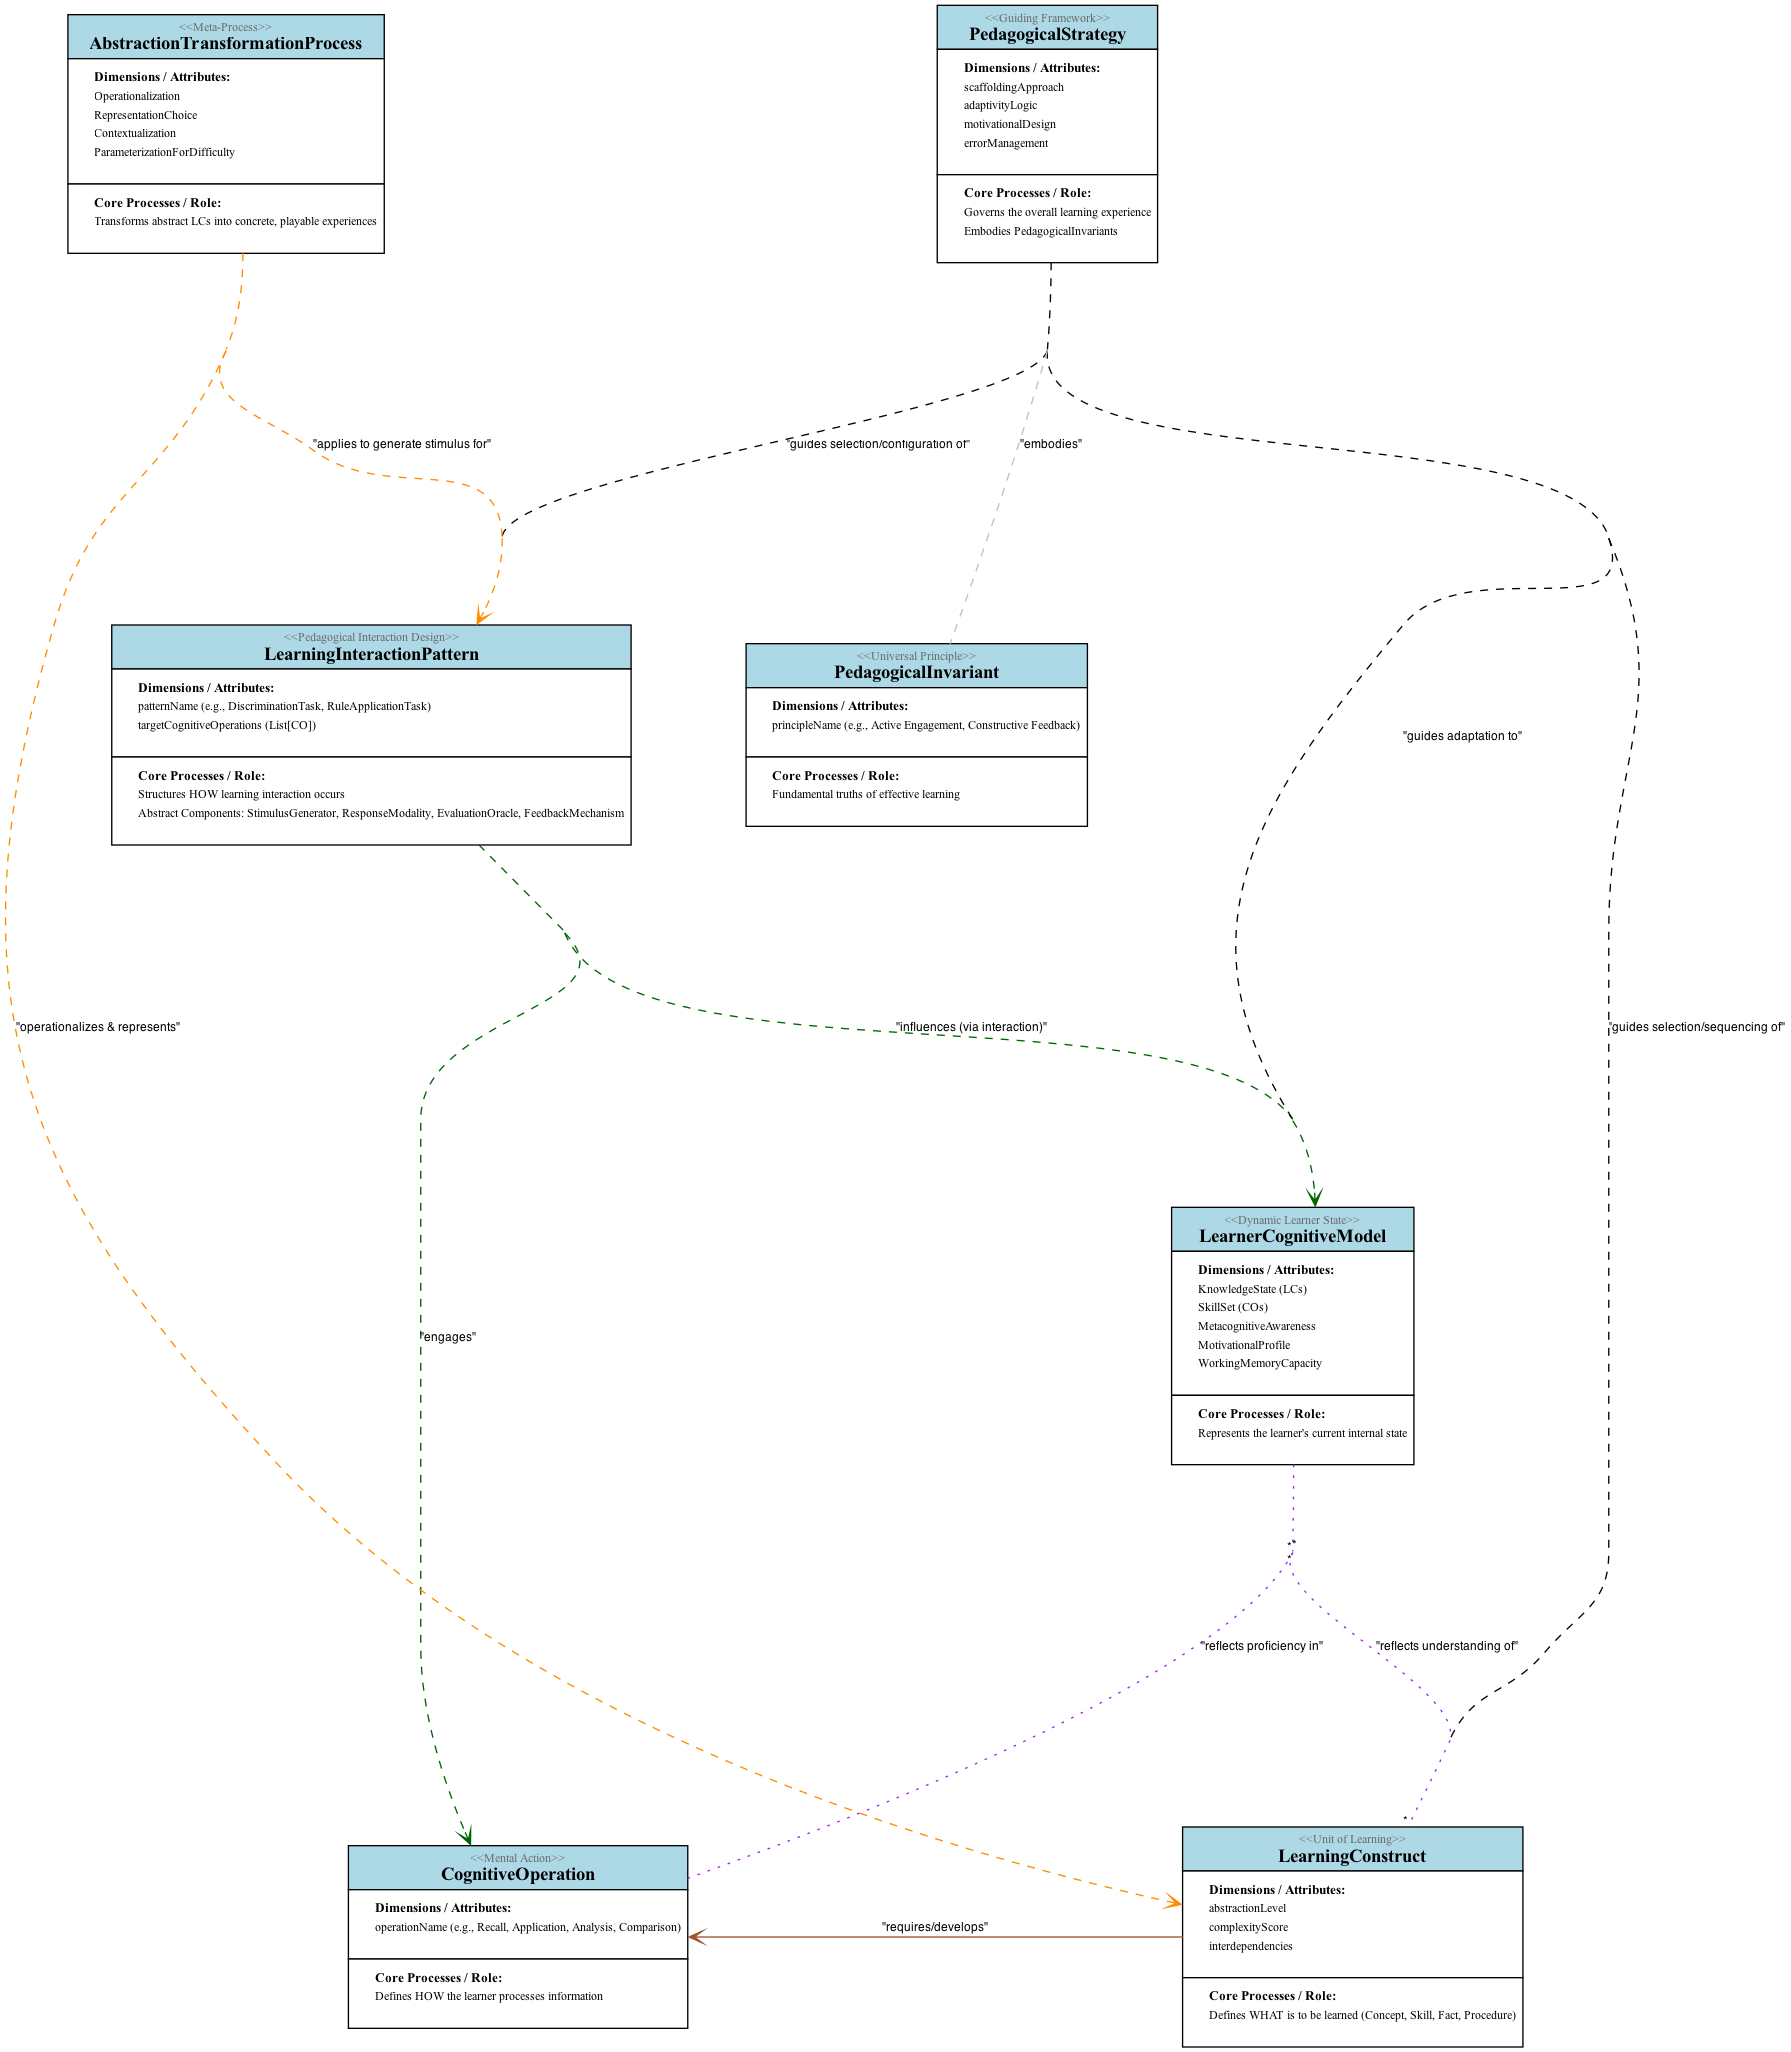 <<Meta-Process>>
AbstractionTransformationProcess
Dimensions / Attributes:
Operationalization
RepresentationChoice
Contextualization
ParameterizationForDifficulty
Core Processes / Role:
Transforms abstract LCs into concrete, playable experiences
<<Guiding Framework>>
PedagogicalStrategy
Dimensions / Attributes:
scaffoldingApproach
adaptivityLogic
motivationalDesign
errorManagement
Core Processes / Role:
Governs the overall learning experience
Embodies PedagogicalInvariants
"applies to generate stimulus for"
"guides selection/configuration of"
"embodies"
<<Pedagogical Interaction Design>>
LearningInteractionPattern
Dimensions / Attributes:
patternName (e.g., DiscriminationTask, RuleApplicationTask)
targetCognitiveOperations (List[CO])
Core Processes / Role:
Structures HOW learning interaction occurs
Abstract Components: StimulusGenerator, ResponseModality, EvaluationOracle, FeedbackMechanism
<<Universal Principle>>
PedagogicalInvariant
Dimensions / Attributes:
principleName (e.g., Active Engagement, Constructive Feedback)
Core Processes / Role:
Fundamental truths of effective learning
"guides adaptation to"
"operationalizes & represents"
"influences (via interaction)"
"guides selection/sequencing of"
<<Dynamic Learner State>>
LearnerCognitiveModel
Dimensions / Attributes:
KnowledgeState (LCs)
SkillSet (COs)
MetacognitiveAwareness
MotivationalProfile
WorkingMemoryCapacity
Core Processes / Role:
Represents the learner's current internal state
"engages"
**
*
"reflects proficiency in"
"reflects understanding of"
*
<<Mental Action>>
CognitiveOperation
Dimensions / Attributes:
operationName (e.g., Recall, Application, Analysis, Comparison)
Core Processes / Role:
Defines HOW the learner processes information
"requires/develops"
<<Unit of Learning>>
LearningConstruct
Dimensions / Attributes:
abstractionLevel
complexityScore
interdependencies
Core Processes / Role:
Defines WHAT is to be learned (Concept, Skill, Fact, Procedure)